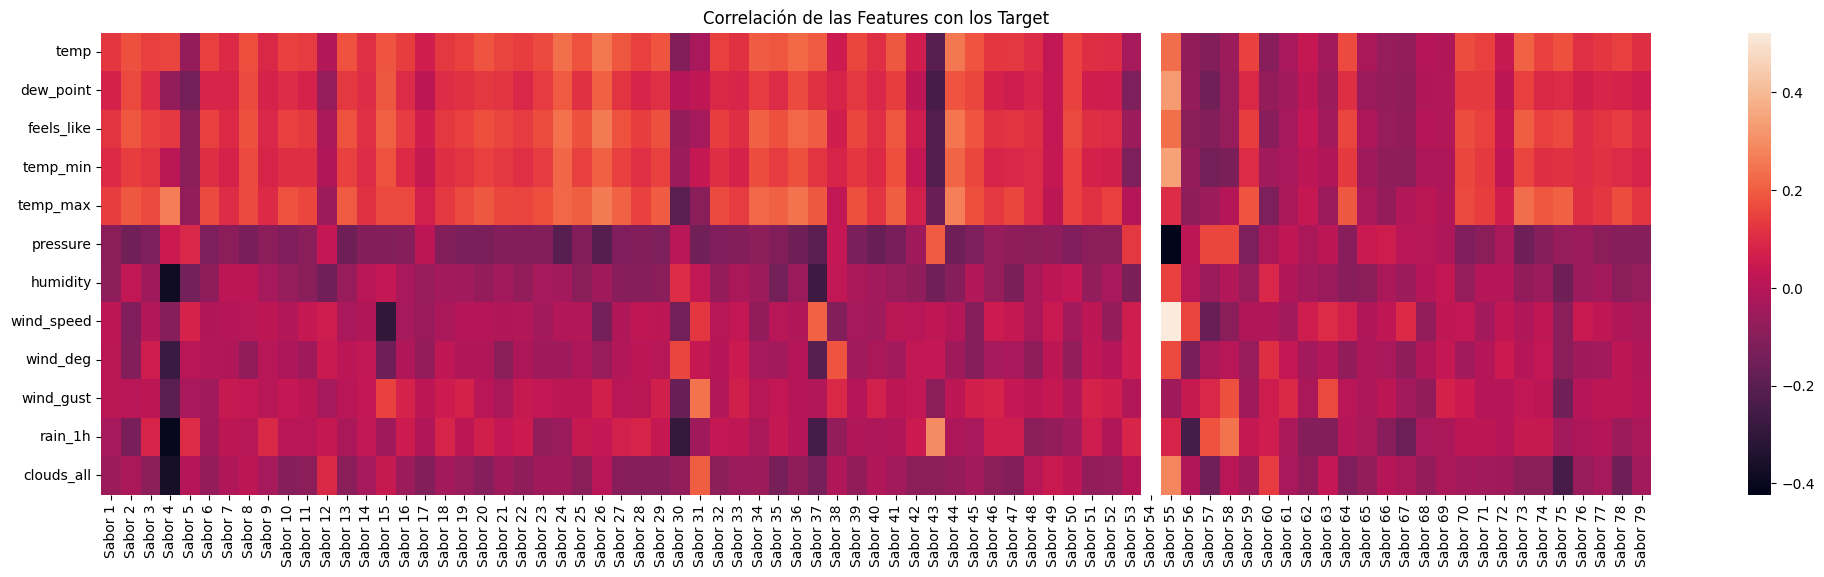 Correlación de las Features con los Target
temp
dew_point
feels_like
temp_min
temp_max
pressure
humidity
wind_speed
wind_deg
wind_gust
rain_1h
clouds_all
Sabor 1
Sabor 2
Sabor 3
Sabor 4
Sabor 5
Sabor 6
Sabor 7
Sabor 8
Sabor 9
Sabor 10
Sabor 11
Sabor 12
Sabor 13
Sabor 14
Sabor 15
Sabor 16
Sabor 17
Sabor 18
Sabor 19
Sabor 20
Sabor 21
Sabor 22
Sabor 23
Sabor 24
Sabor 25
Sabor 26
Sabor 27
Sabor 28
Sabor 29
Sabor 30
Sabor 31
Sabor 32
Sabor 33
Sabor 34
Sabor 35
Sabor 36
Sabor 37
Sabor 38
Sabor 39
Sabor 40
Sabor 41
Sabor 42
Sabor 43
Sabor 44
Sabor 45
Sabor 46
Sabor 47
Sabor 48
Sabor 49
Sabor 50
Sabor 51
Sabor 52
Sabor 53
Sabor 54
Sabor 55
Sabor 56
Sabor 57
Sabor 58
Sabor 59
Sabor 60
Sabor 61
Sabor 62
Sabor 63
Sabor 64
Sabor 65
Sabor 66
Sabor 67
Sabor 68
Sabor 69
Sabor 70
Sabor 71
Sabor 72
Sabor 73
Sabor 74
Sabor 75
Sabor 76
Sabor 77
Sabor 78
Sabor 79
0.4
0.2
0.0
−0.2
−0.4